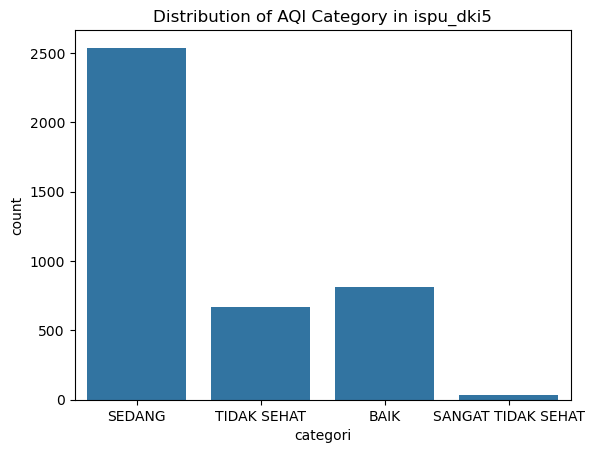 Distribution of AQI Category in ispu_dki5
2500
2000
1500
1000
500
0
count
SEDANG TIDAK SEHAT BAIK SANGAT TIDAK SEHAT
categori